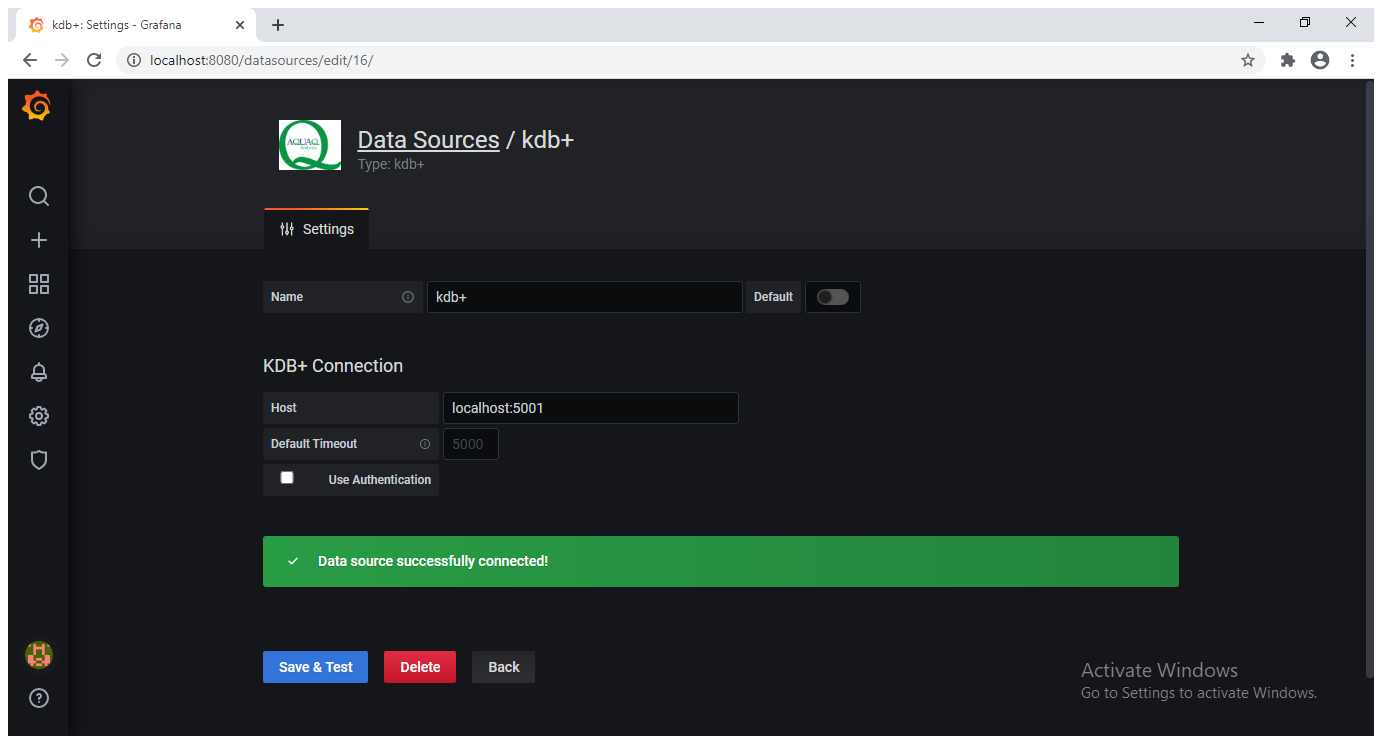 kdb+: Settings - Grafana
localhost:8080/datasources/edit/16/
AQUAQ
Data Sources / kdb+
Type: kdb+
Settings
Name
kdb+
Default
KDB+ Connection
Host
localhost:5001
Default Timeout
5000
Use Authentication
Data source successfully connected!
Save & Test
Delete
Back
Activate Windows
Go to Settings to activate Windows.